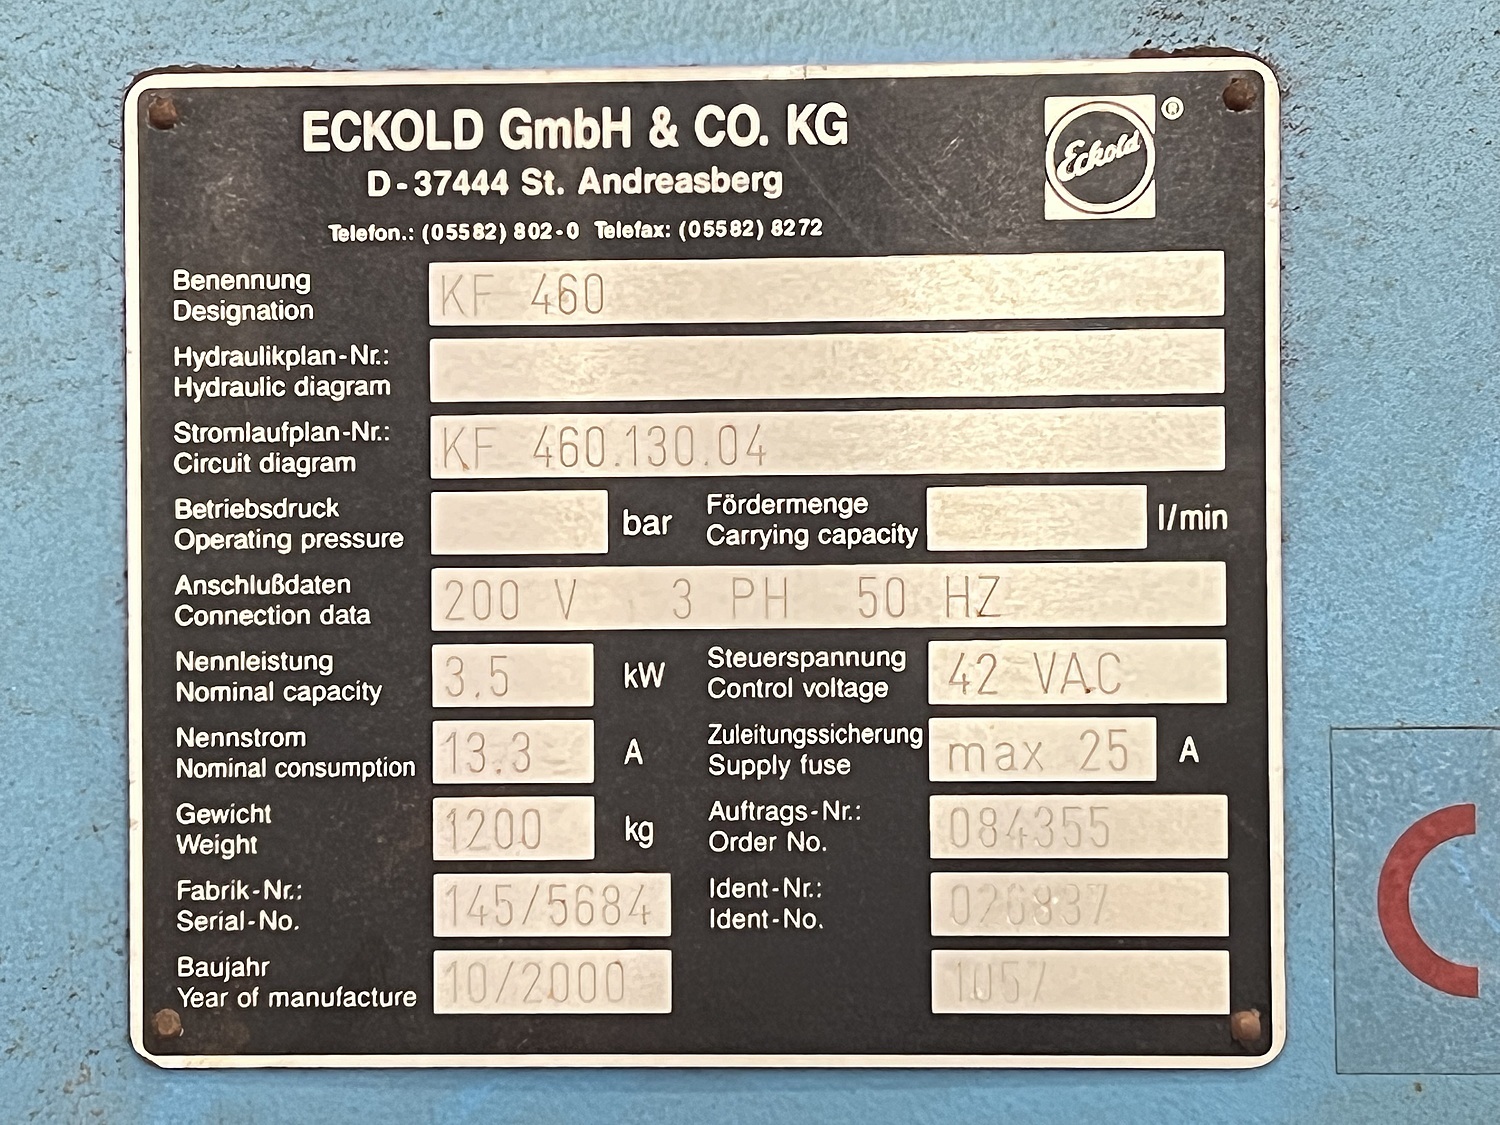 ECKOLD GmbH & CO. KG
Eckold ®
D-37444 St. Andreasberg
Telefon.: (05582) 802-0 Telefax: (05582) 8272
Benennung
Designation
KF 460
Hydraulikplan-Nr.:
Hydraulic diagram
Stromlaufplan-Nr.:
Circuit diagram
KF 460.130.04
Betriebsdruck
Operating pressure
bar
Fördermenge
Carrying capacity
l/min
Anschlußdaten
Connection data
200 V 3 PH 50 HZ
Nennleistung
Nominal capacity
3.5 kW
Steuerspannung
Control voltage
42 VAC
Nennstrom
Nominal consumption
13.3 A
Zuleitungssicherung
Supply fuse
max 25 A
Gewicht
Weight
1200 kg
Auftrags-Nr.:
Order No.
084355
Fabrik-Nr.:
Serial-No.
145/5684
Ident-Nr.:
Ident-No.
Baujahr
Year of manufacture
10/2000